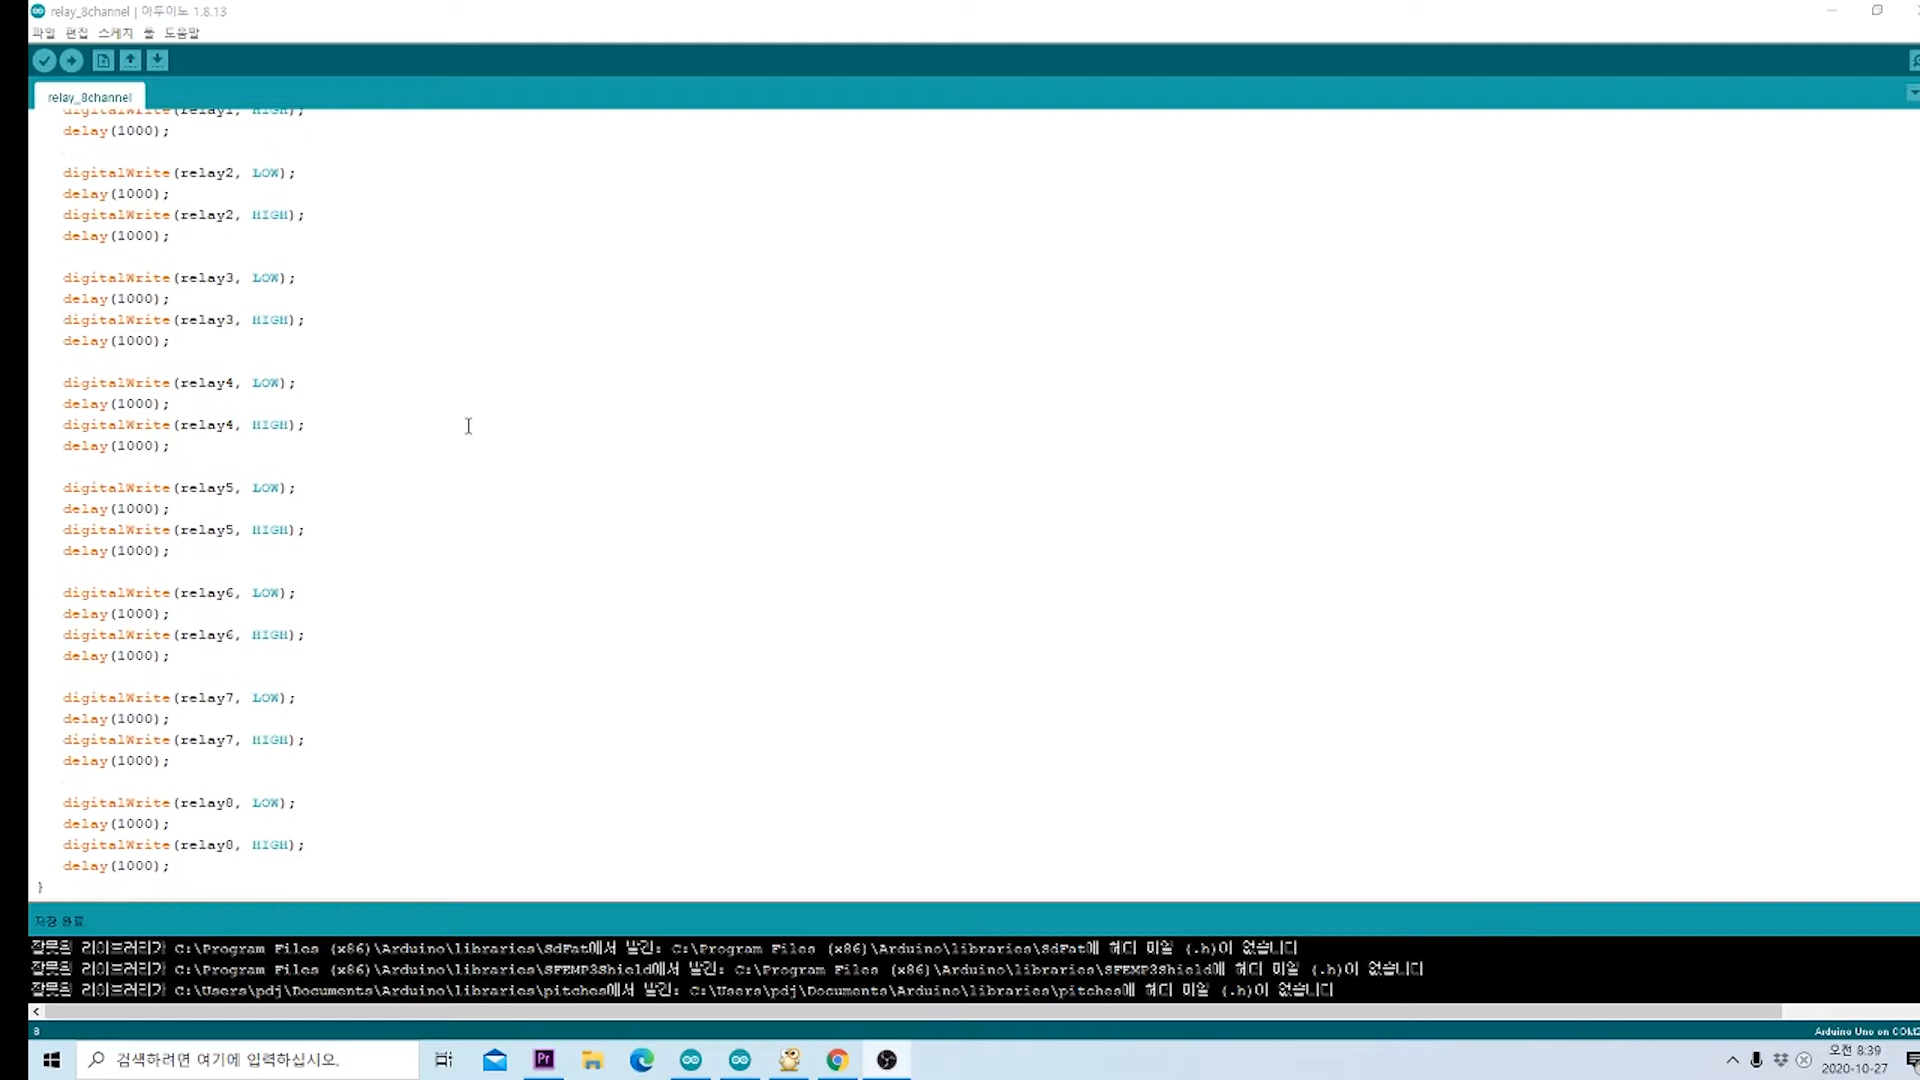 relay_8channel | 아두이노 1.8.13
파일 편집 스케치 툴 도움말
relay_8channel
digitalWrite(relay1, HIGH);
delay(1000);
digitalWrite(relay2, LOW);
delay(1000);
digitalWrite(relay2, HIGH);
delay(1000);
digitalWrite(relay3, LOW);
delay(1000);
digitalWrite(relay3, HIGH);
delay(1000);
digitalWrite(relay4, LOW);
delay(1000);
digitalWrite(relay4, HIGH);
delay(1000);
digitalWrite(relay5, LOW);
delay(1000);
digitalWrite(relay5, HIGH);
delay(1000);
digitalWrite(relay6, LOW);
delay(1000);
digitalWrite(relay6, HIGH);
delay(1000);
digitalWrite(relay7, LOW);
delay(1000);
digitalWrite(relay7, HIGH);
delay(1000);
digitalWrite(relay8, LOW);
delay(1000);
digitalWrite(relay8, HIGH);
delay(1000);
}
저장 완료
잘못된 라이브러리가 C:\Program Files (x86)\Arduino\libraries\SdFat에서 발견: C:\Program Files (x86)\Arduino\libraries\SdFat에 헤더 파일 (.h)이 없습니다
잘못된 라이브러리가 C:\Program Files (x86)\Arduino\libraries\SFEMP3Shield에서 발견: C:\Program Files (x86)\Arduino\libraries\SFEMP3Shield에 헤더 파일 (.h)이 없습니다
잘못된 라이브러리가 C:\Users\pdj\Documents\Arduino\libraries\pitches에서 발견: C:\Users\pdj\Documents\Arduino\libraries\pitches에 헤더 파일 (.h)이 없습니다
8
Arduino Uno on COM2
검색하려면 여기에 입력하십시오.
Pr
오전 8:39
2020-10-27